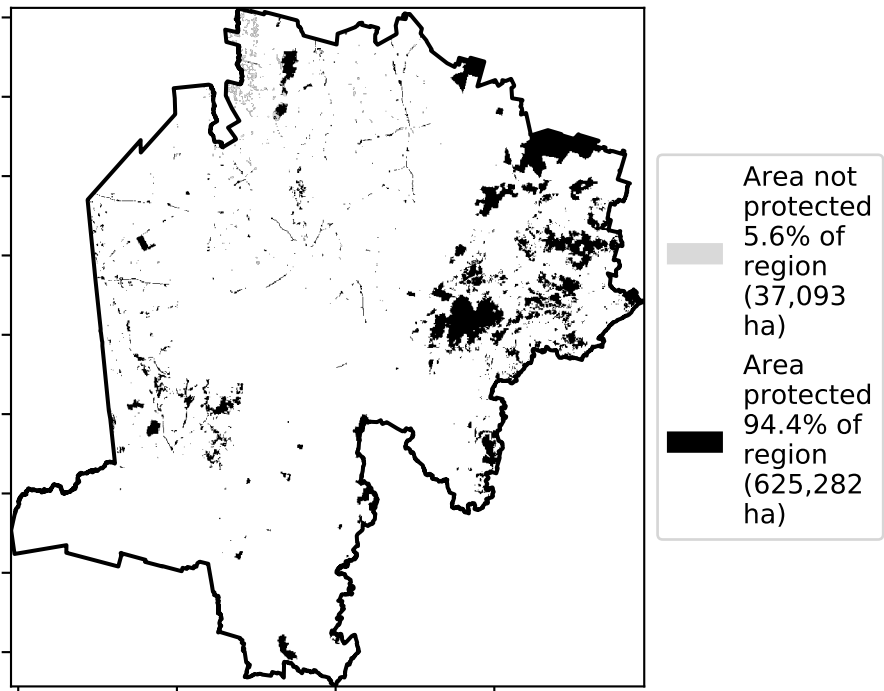 Area not
protected
5.6% of
region
(37,093
ha)
Area
protected
94.4% of
region
(625,282
ha)